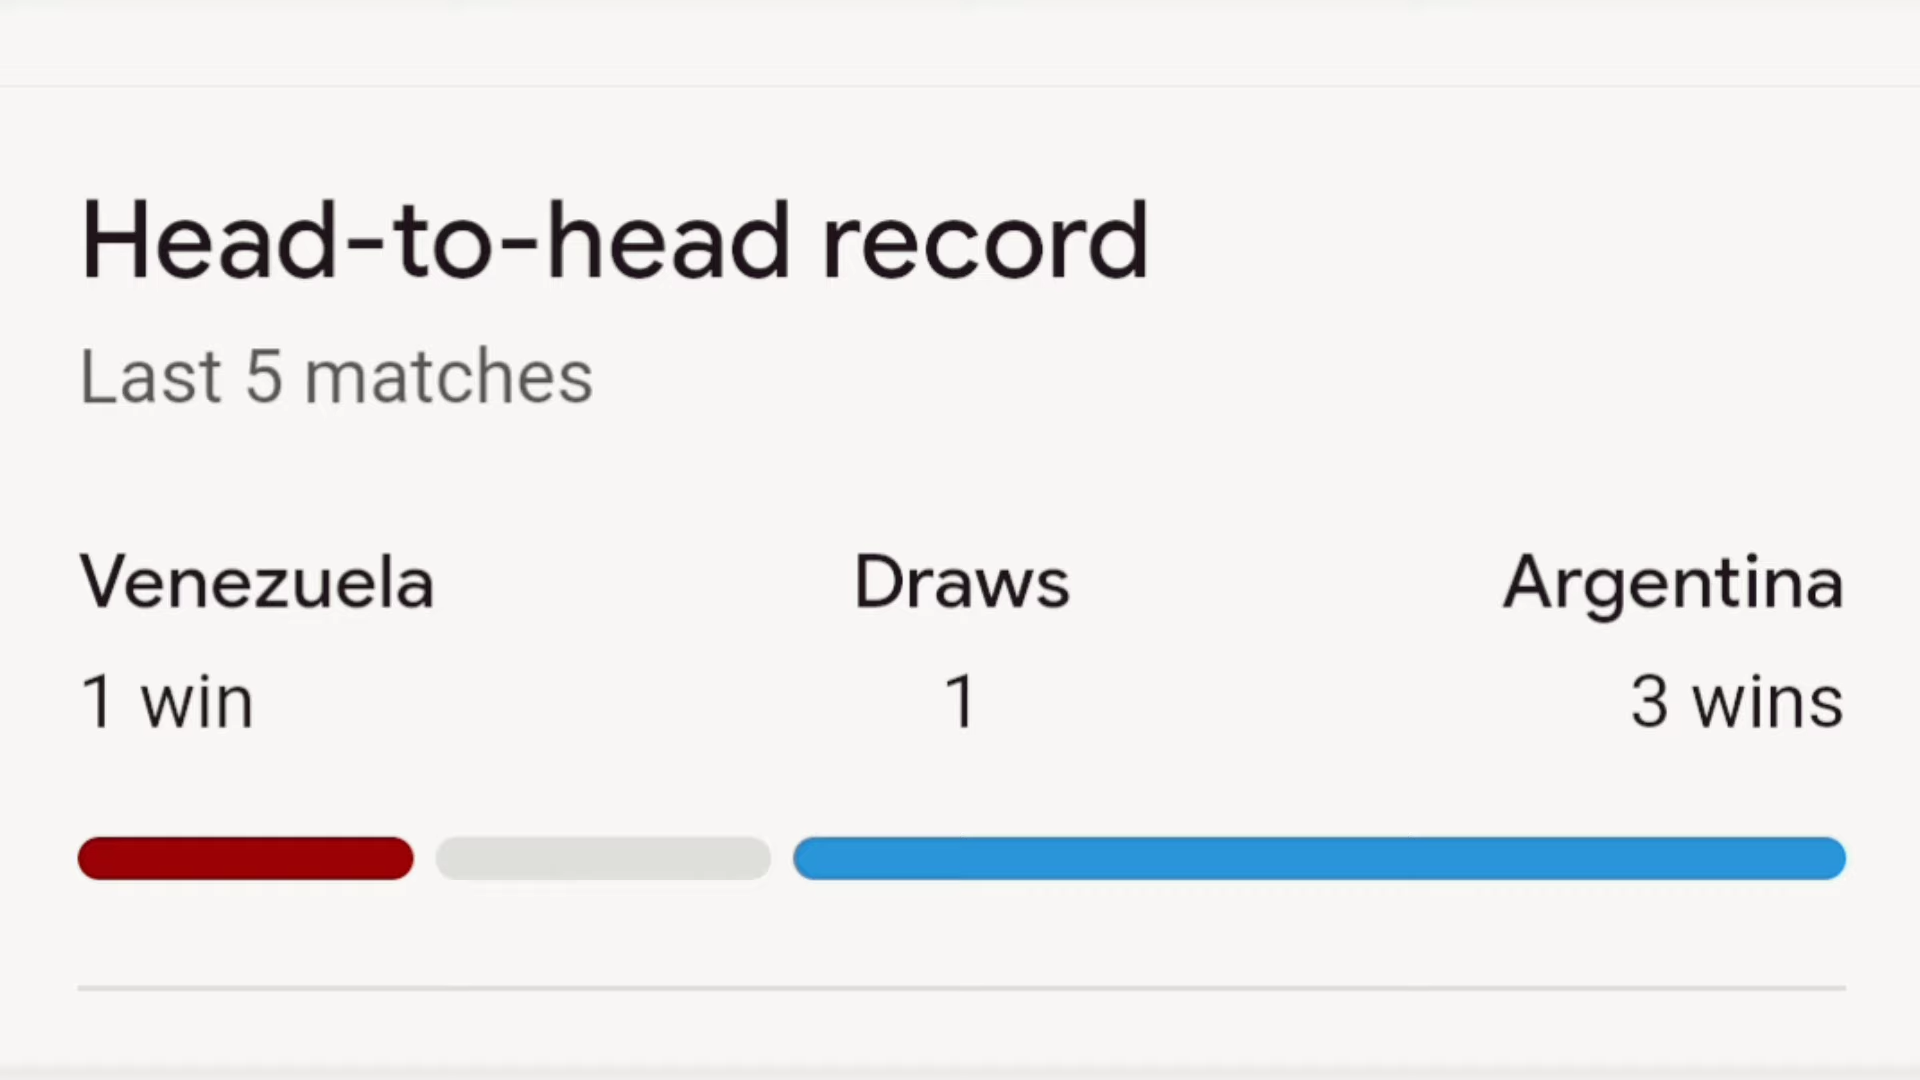 Head-to-head record
Last 5 matches
Venezuela Draws Argentina
1 win 1 3 wins